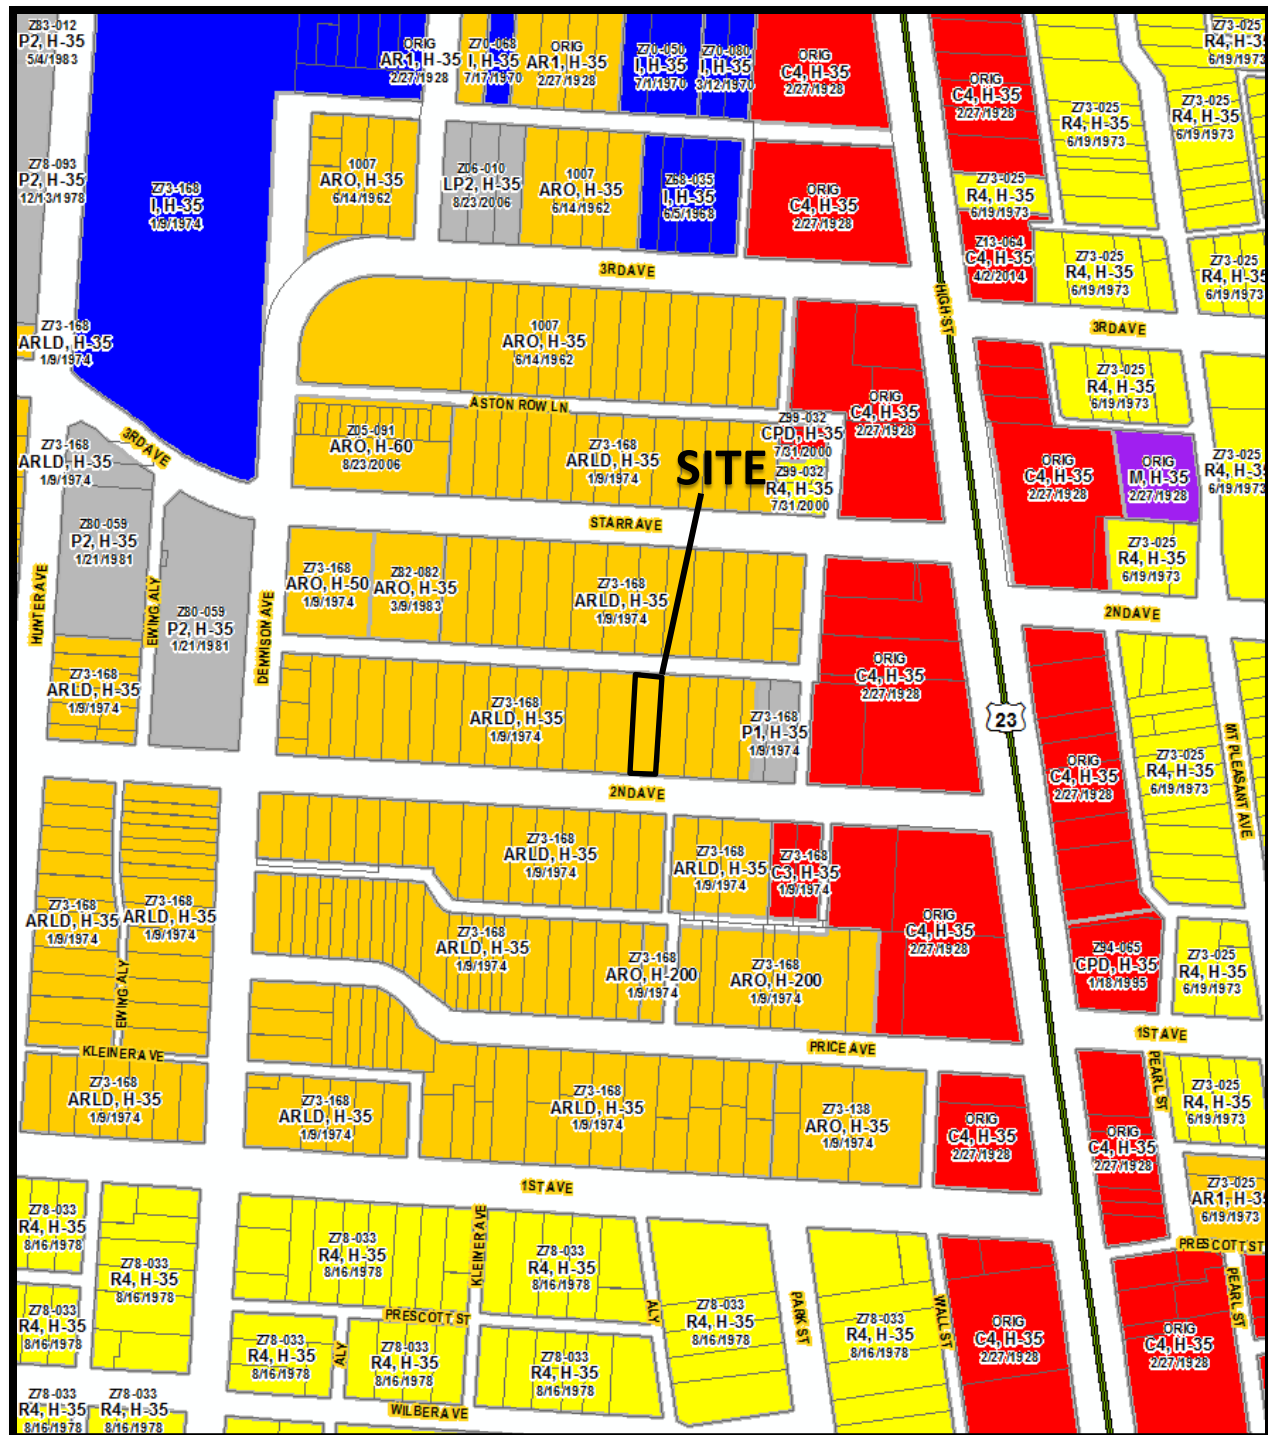 Z83-012
P2, H-35
5/4/1983
ORIG
AR1, H-35
2/27/1928
Z70-068
I, H-35
7/17/1970
ORIG
AR1, H-35
2/27/1928
Z70-050
I, H-35
7/1/1970
Z70-080
I, H-35
3/12/1970
ORIG
C4, H-35
2/27/1928
ORIG
C4, H-35
2/27/1928
Z73-025
R4, H-35
6/19/1973
Z73-025
R4, H-35
6/19/1973
Z73-025
R4, H-35
6/19/1973
Z78-093
P2, H-35
12/13/1978
Z73-168
I, H-35
1/9/1974
1007
ARO, H-35
6/14/1962
Z06-010
LP2, H-35
8/23/2006
1007
ARO, H-35
6/14/1962
Z68-035
I, H-35
6/5/1968
ORIG
C4, H-35
2/27/1928
Z73-025
R4, H-35
6/19/1973
Z13-064
C4, H-35
4/2/2014
Z73-025
R4, H-35
6/19/1973
Z73-025
R4, H-35
6/19/1973
3RD AVE
HIGH ST
3RD AVE
Z73-168
ARLD, H-35
1/9/1974
1007
ARO, H-35
6/14/1962
Z73-025
R4, H-35
6/19/1973
ASTON ROW LN
ORIG
C4, H-35
2/27/1928
3RD AVE
Z73-168
ARLD, H-35
1/9/1974
Z05-091
ARO, H-60
8/23/2006
Z73-168
ARLD, H-35
1/9/1974
Z99-032
CPD, H-35
7/31/2000
Z99-032
R4, H-35
7/31/2000
SITE
ORIG
C4, H-35
2/27/1928
ORIG
M, H-35
2/27/1928
Z73-025
R4, H-35
6/19/1973
STARR AVE
Z80-059
P2, H-35
1/21/1981
Z73-025
R4, H-35
6/19/1973
HUNTER AVE
EWING ALY
Z80-059
P2, H-35
1/21/1981
DENNISON AVE
Z73-168
ARO, H-50
1/9/1974
Z82-082
ARO, H-35
3/9/1983
Z73-168
ARLD, H-35
1/9/1974
2ND AVE
Z73-168
ARLD, H-35
1/9/1974
Z73-168
ARLD, H-35
1/9/1974
Z73-168
P1, H-35
1/9/1974
ORIG
C4, H-35
2/27/1928
23
ORIG
C4, H-35
2/27/1928
Z73-025
R4, H-35
6/19/1973
MT PLEASANT AVE
2ND AVE
Z73-168
ARLD, H-35
1/9/1974
Z73-168
ARLD, H-35
1/9/1974
Z73-168
C3, H-35
1/9/1974
Z73-168
ARLD, H-35
1/9/1974
Z73-168
ARLD, H-35
1/9/1974
Z73-168
ARLD, H-35
1/9/1974
Z73-168
ARO, H-200
1/9/1974
Z73-168
ARO, H-200
1/9/1974
ORIG
C4, H-35
2/27/1928
Z94-065
CPD, H-35
1/18/1995
Z73-025
R4, H-35
6/19/1973
EWING ALY
KLEINER AVE
PRICE AVE
1ST AVE
PEARL ST
Z73-168
ARLD, H-35
1/9/1974
Z73-168
ARLD, H-35
1/9/1974
Z73-168
ARLD, H-35
1/9/1974
Z73-138
ARO, H-35
1/9/1974
ORIG
C4, H-35
2/27/1928
ORIG
C4, H-35
2/27/1928
Z73-025
R4, H-35
6/19/1973
1ST AVE
Z73-025
AR1, H-35
6/19/1973
Z78-033
R4, H-35
8/16/1978
Z78-033
R4, H-35
8/16/1978
Z78-033
R4, H-35
8/16/1978
KLEINER AVE
Z78-033
R4, H-35
8/16/1978
PRESCOTT ST
PEARL ST
Z78-033
R4, H-35
8/16/1978
PRESCOTT ST
ALY
Z78-033
R4, H-35
8/16/1978
PARK ST
Z78-033
R4, H-35
8/16/1978
WALL ST
ORIG
C4, H-35
2/27/1928
ORIG
C4, H-35
2/27/1928
Z78-033
R4, H-35
8/16/1978
ALY
Z78-033
R4, H-35
8/16/1978
Z78-033
R4, H-35
8/16/1978
Z78-033
R4, H-35
8/16/1978
Z78-033
R4, H-35
8/16/1978
WILBER AVE